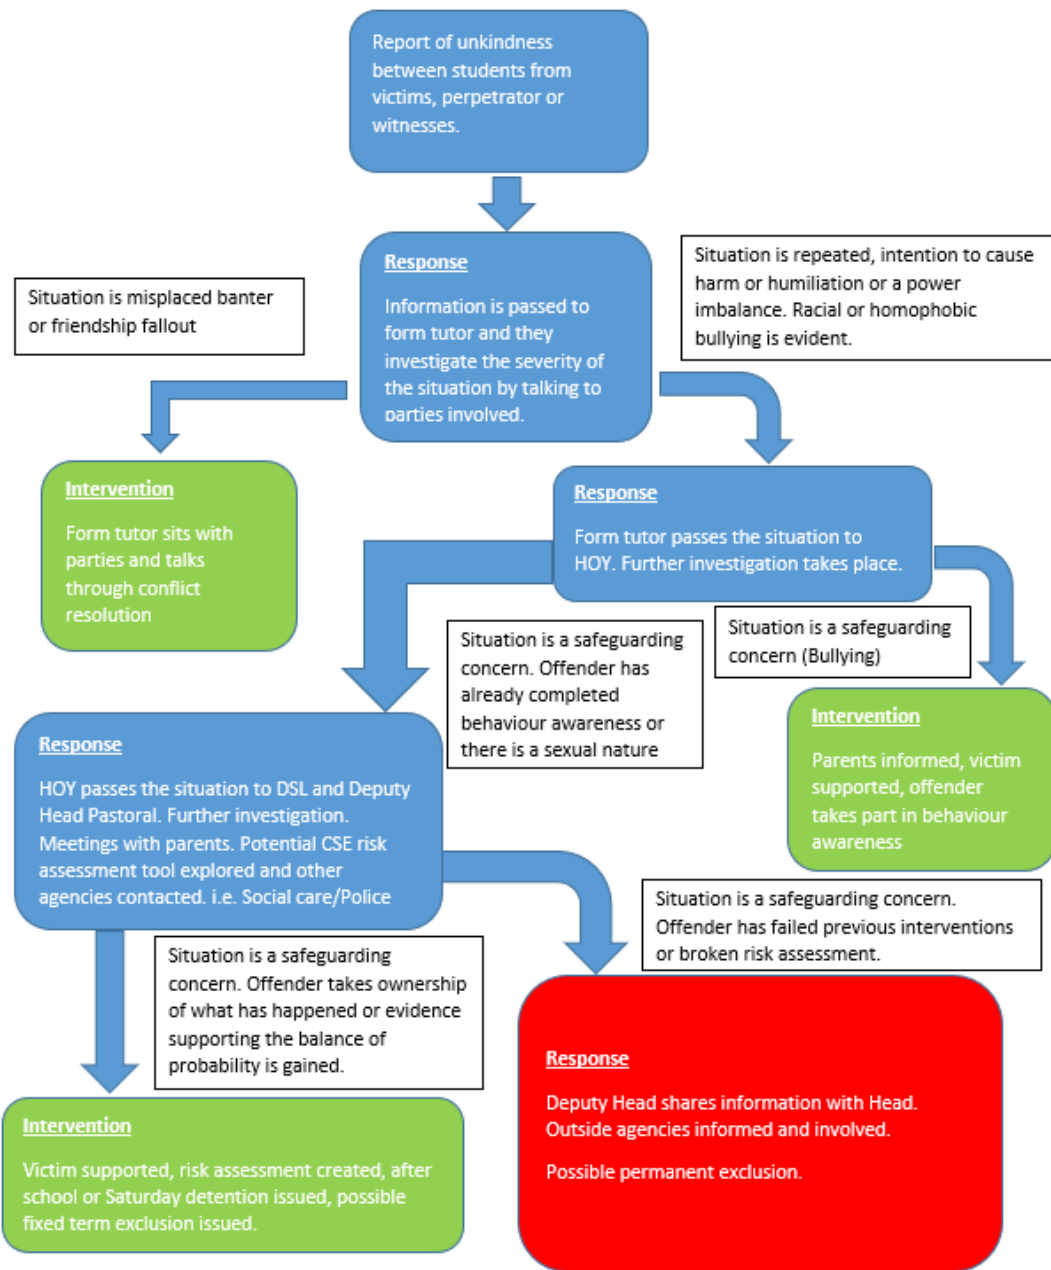 Report of unkindness
between students from
victims, perpetrator or
witnesses.
Response
Information is passed to
form tutor and they
investigate the severity of
the situation by talking to
parties involved.
Situation is misplaced banter
or friendship fallout
Situation is repeated, intention to cause
harm or humiliation or a power
imbalance. Racial or homophobic
bullying is evident.
Intervention
Form tutor sits with
parties and talks
through conflict
resolution
Response
Form tutor passes the situation to
HOY. Further investigation takes place.
Situation is a safeguarding
concern. Offender has
already completed
behaviour awareness or
there is a sexual nature
Situation is a safeguarding
concern (Bullying)
Intervention
Parents informed, victim
supported, offender
takes part in behaviour
awareness
Response
HOY passes the situation to DSL and Deputy
Head Pastoral. Further investigation.
Meetings with parents. Potential CSE risk
assessment tool explored and other
agencies contacted. i.e. Social care/Police
Situation is a safeguarding concern.
Offender has failed previous interventions
or broken risk assessment.
Situation is a safeguarding
concern. Offender takes ownership
of what has happened or evidence
supporting the balance of
probability is gained.
Response
Deputy Head shares information with Head.
Outside agencies informed and involved.
Possible permanent exclusion.
Intervention
Victim supported, risk assessment created, after
school or Saturday detention issued, possible
fixed term exclusion issued.